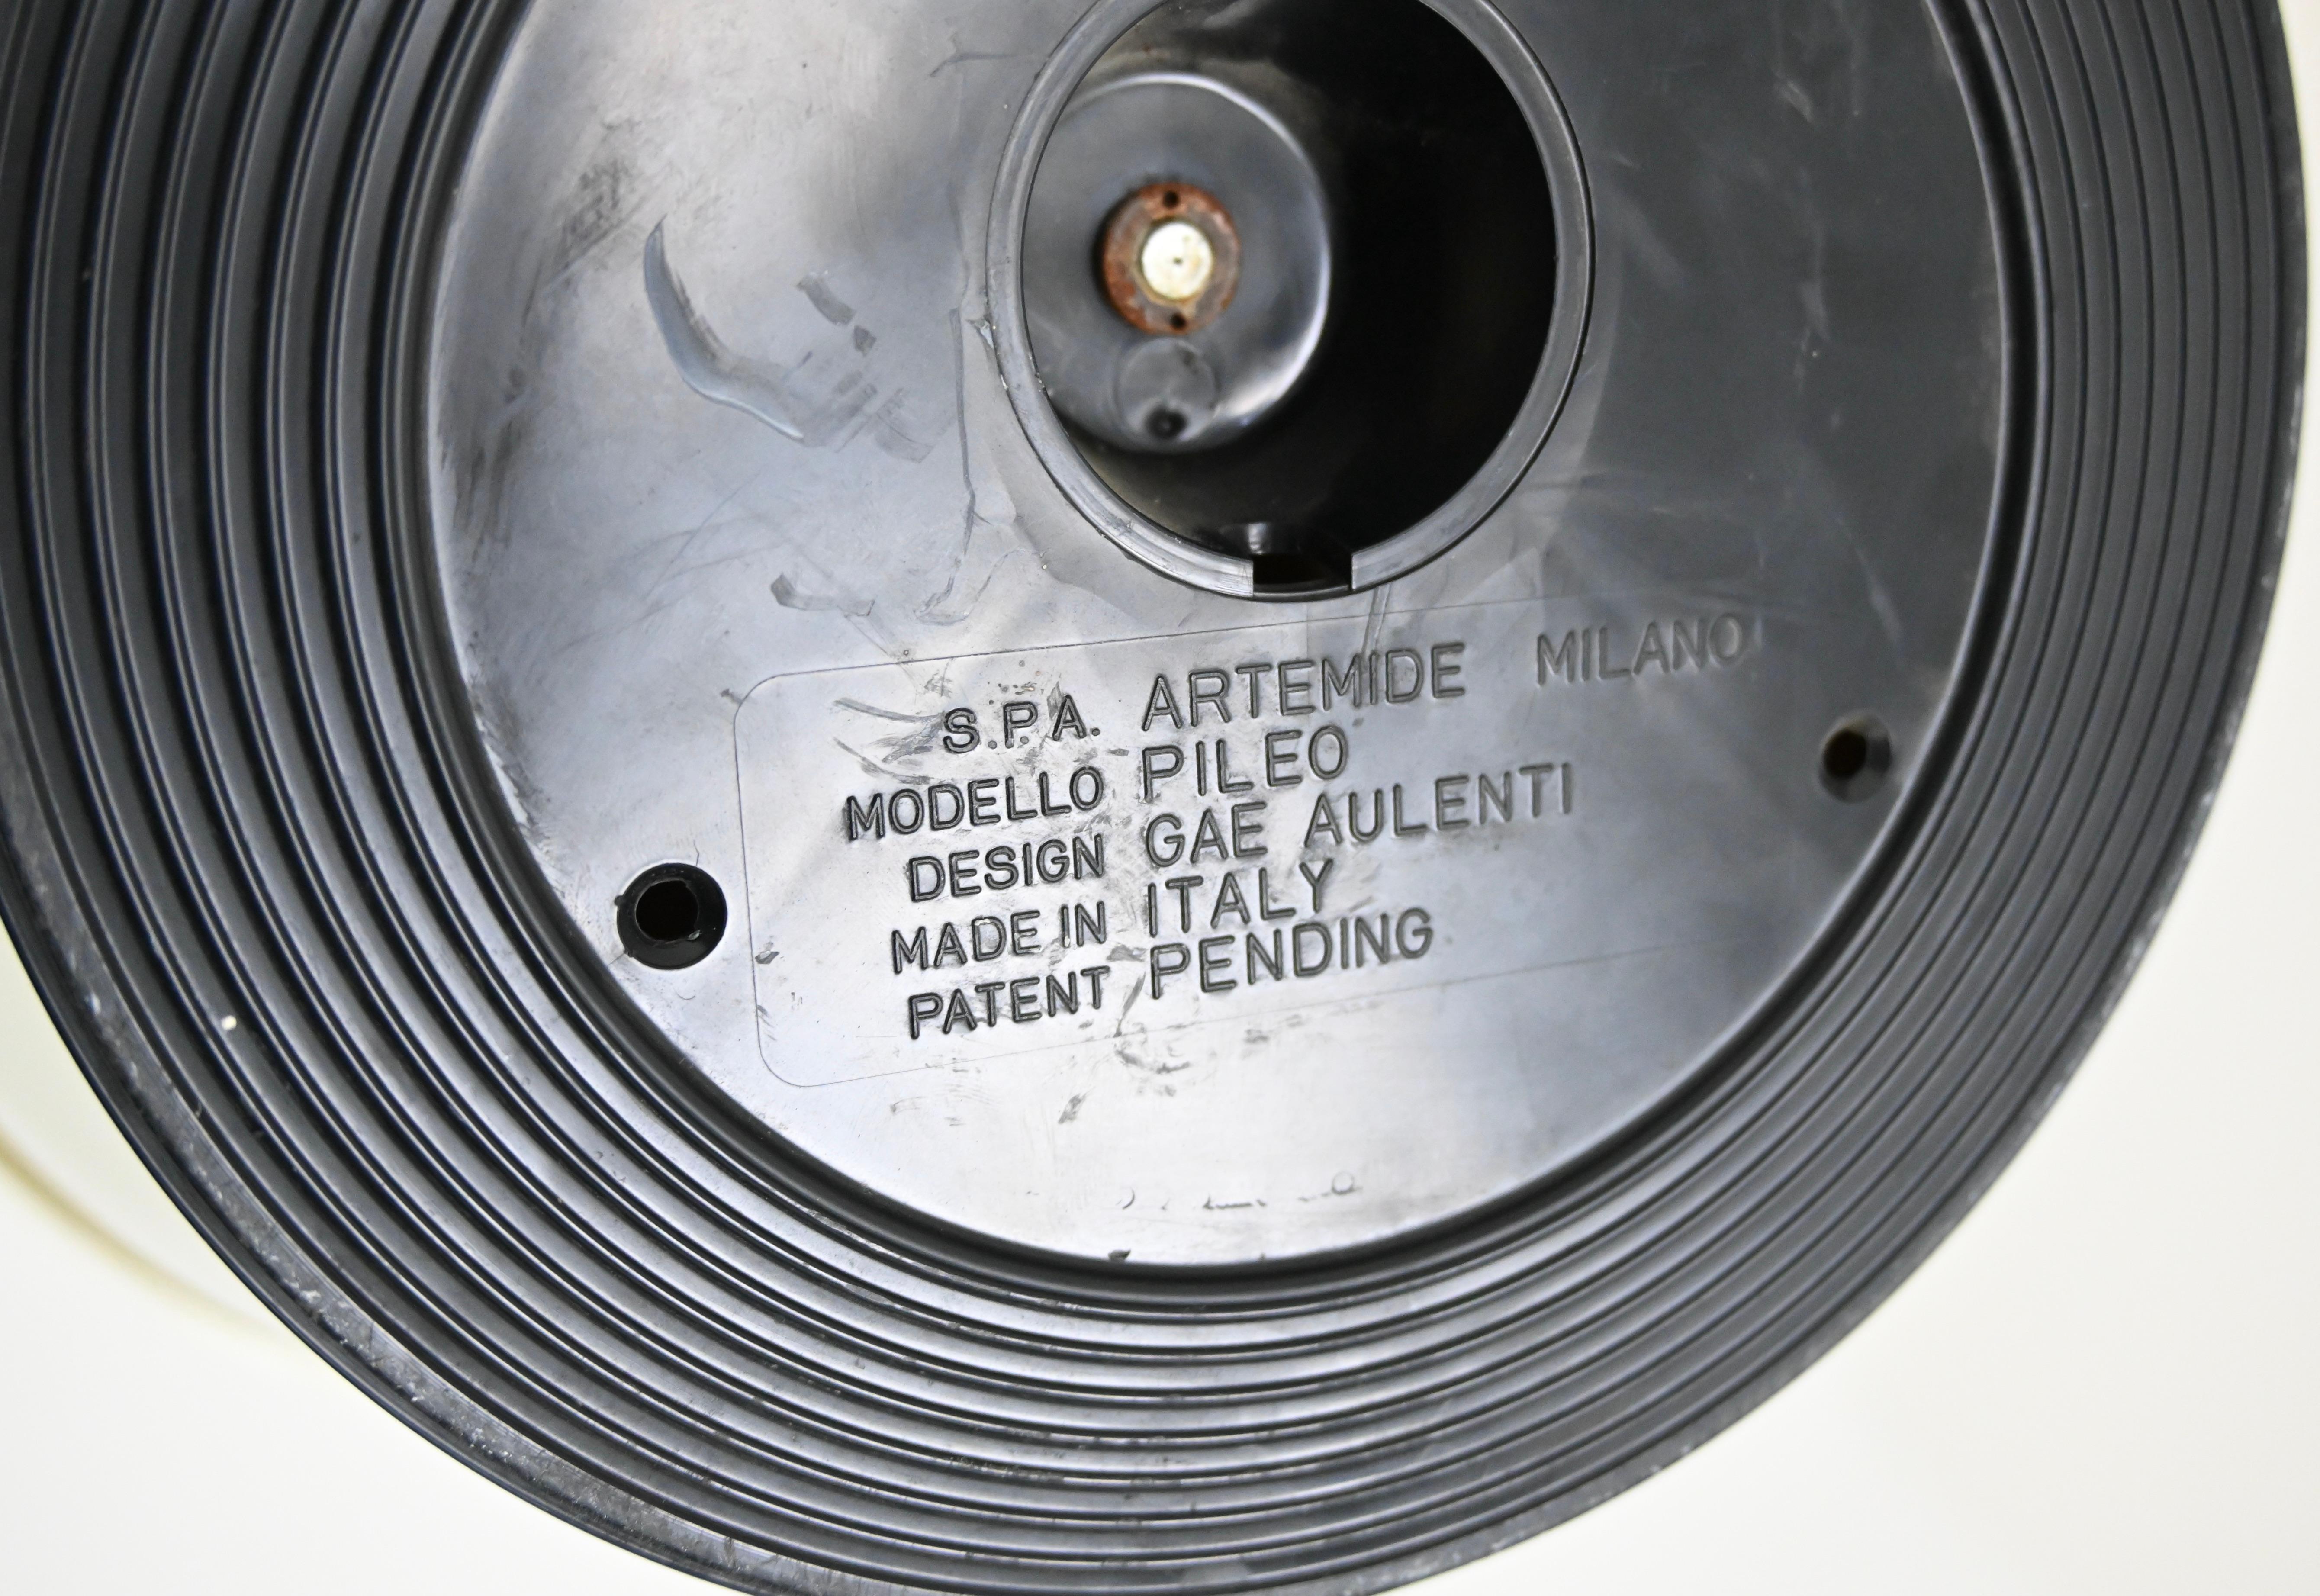 S.P.A. ARTEMIDE MILANO
MODELLO PILEO
DESIGN GAE AULENTI
MADE IN ITALY
PATENT PENDING